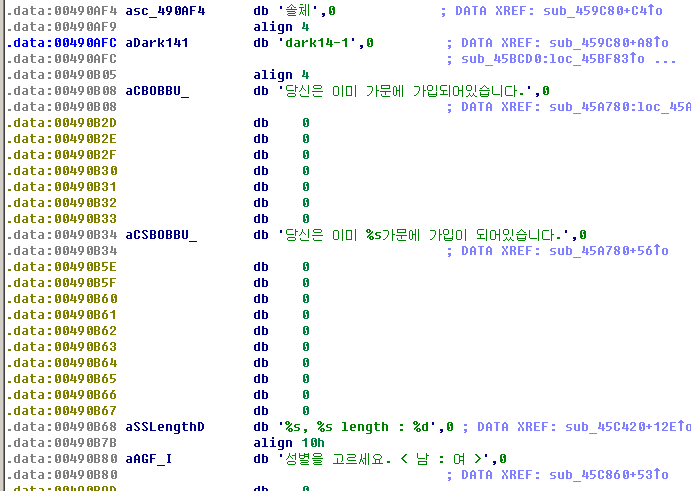 .data:00490AF4 asc_490AF4 db '솔체',0 ; DATA XREF: sub_459C80+C4↑o
.data:00490AF9 align 4
.data:00490AFC aDark141 db 'dark14-1',0 ; DATA XREF: sub_459C80+A8↑o
.data:00490AFC ; sub_45BCD0:loc_45BF83↑o ...
.data:00490B05 align 4
.data:00490B08 aCBOBBU_ db '당신은 이미 가문에 가입되어있습니다.',0
.data:00490B08 ; DATA XREF: sub_45A780:loc_45A
.data:00490B2D db 0
.data:00490B2E db 0
.data:00490B2F db 0
.data:00490B30 db 0
.data:00490B31 db 0
.data:00490B32 db 0
.data:00490B33 db 0
.data:00490B34 aCSBOBBU_ db '당신은 이미 %s가문에 가입이 되어있습니다.',0
.data:00490B34 ; DATA XREF: sub_45A780+56↑o
.data:00490B5E db 0
.data:00490B5F db 0
.data:00490B60 db 0
.data:00490B61 db 0
.data:00490B62 db 0
.data:00490B63 db 0
.data:00490B64 db 0
.data:00490B65 db 0
.data:00490B66 db 0
.data:00490B67 db 0
.data:00490B68 aSSLengthD db '%s, %s length : %d',0 ; DATA XREF: sub_45C420+12E↑o
.data:00490B7B align 10h
.data:00490B80 aAGF_I db '성별을 고르세요. < 남 : 여 >',0
.data:00490B80 ; DATA XREF: sub_45C860+53↑o
db 0